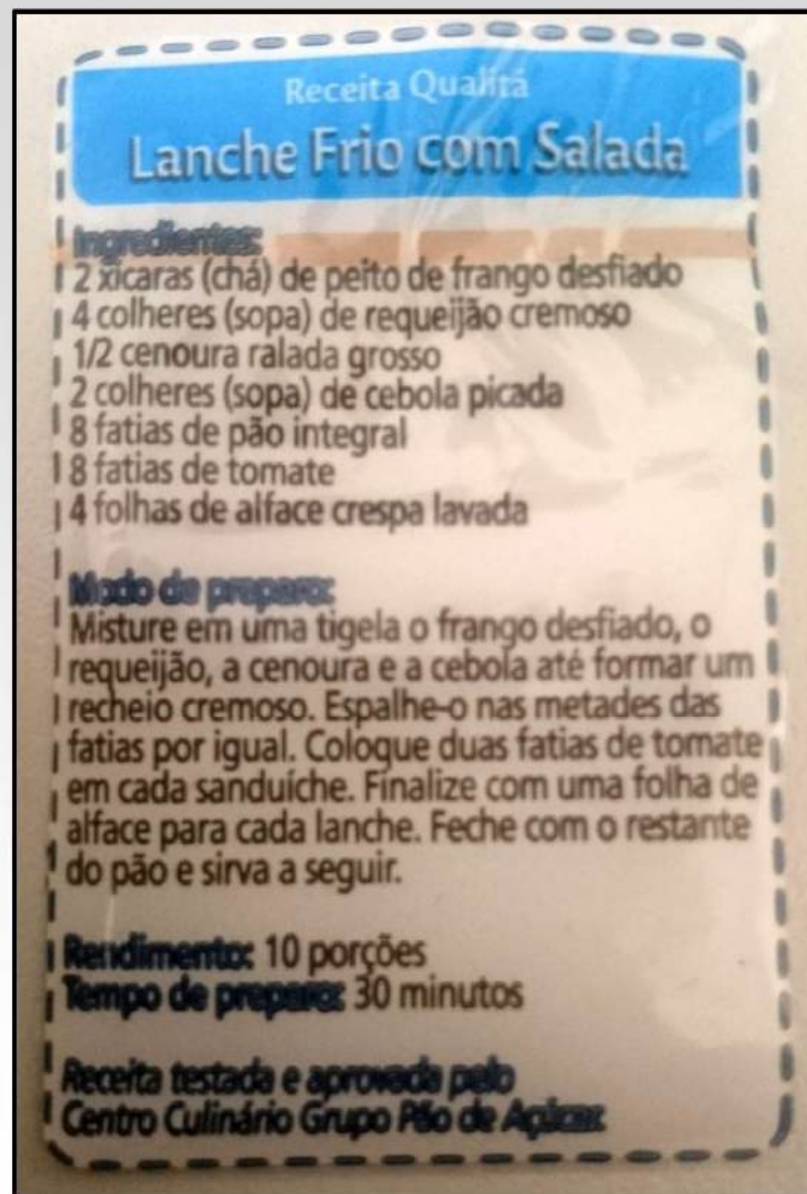 Receita Qualitá
Lanche Frio com Salada
Ingredientes:
2 xícaras (chá) de peito de frango desfiado
4 colheres (sopa) de requeijão cremoso
1/2 cenoura ralada grosso
2 colheres (sopa) de cebola picada
8 fatias de pão integral
8 fatias de tomate
4 folhas de alface crespa lavada
Modo de preparo:
Misture em uma tigela o frango desfiado, o
requeijão, a cenoura e a cebola até formar um
recheio cremoso. Espalhe-o nas metades das
fatias por igual. Coloque duas fatias de tomate
em cada sanduíche. Finalize com uma folha de
alface para cada lanche. Feche com o restante
do pão e sirva a seguir.
Rendimento: 10 porções
Tempo de preparo: 30 minutos
Receita testada e aprovada pelo
Centro Culinário Grupo Pão de Açúcar.